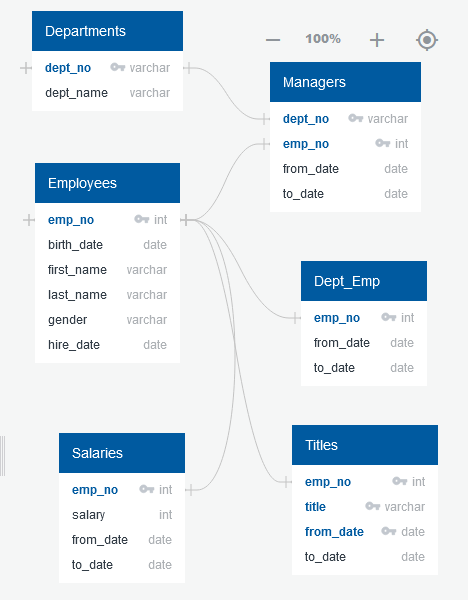 Departments
dept_no varchar
dept_name varchar
100%
Managers
dept_no varchar
emp_no int
from_date date
to_date date
Employees
emp_no int
birth_date date
first_name varchar
last_name varchar
gender varchar
hire_date date
Dept_Emp
emp_no int
from_date date
to_date date
Salaries
emp_no int
salary int
from_date date
to_date date
Titles
emp_no int
title varchar
from_date date
to_date date